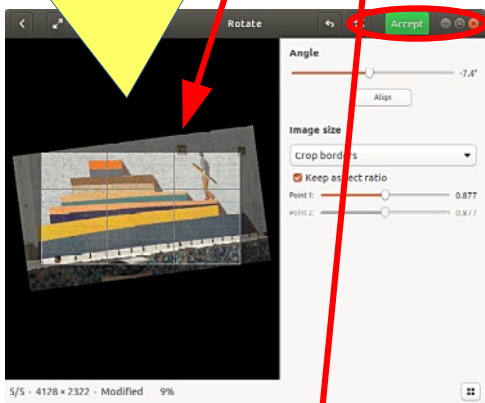 Rotate
Accept
Angle
-7.4°
Align
Image size
Crop borders
Keep aspect ratio
Point 1: 0.877
Point 2: 0.877
5/5 · 4128 × 2322 · Modified 9%